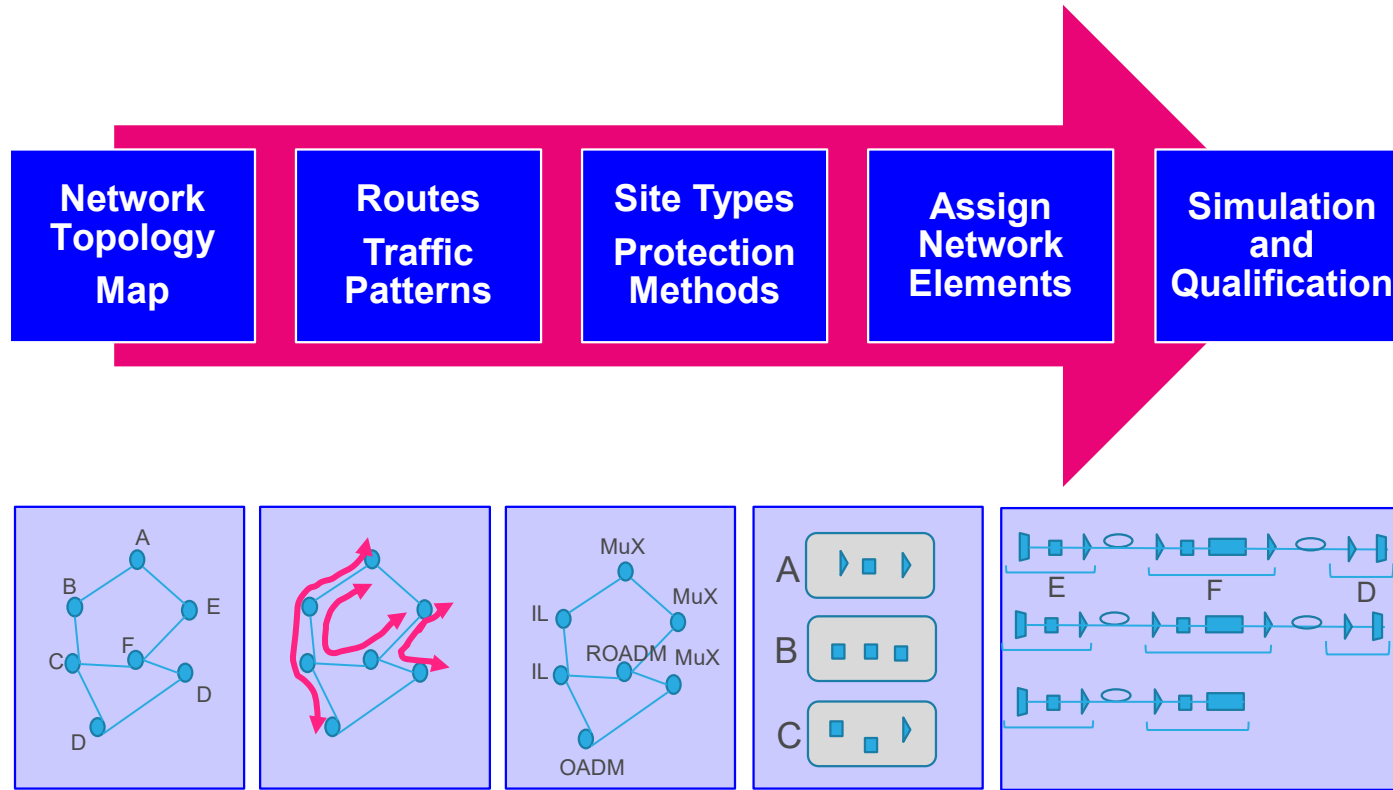 Network
Topology
Map
Routes
Traffic
Patterns
Site Types
Protection
Methods
Assign
Network
Elements
Simulation
and
Qualification
A
B
E
F
C
D
D
MuX
MuX
IL
ROADM
MuX
IL
OADM
A
B
C
E
F
D